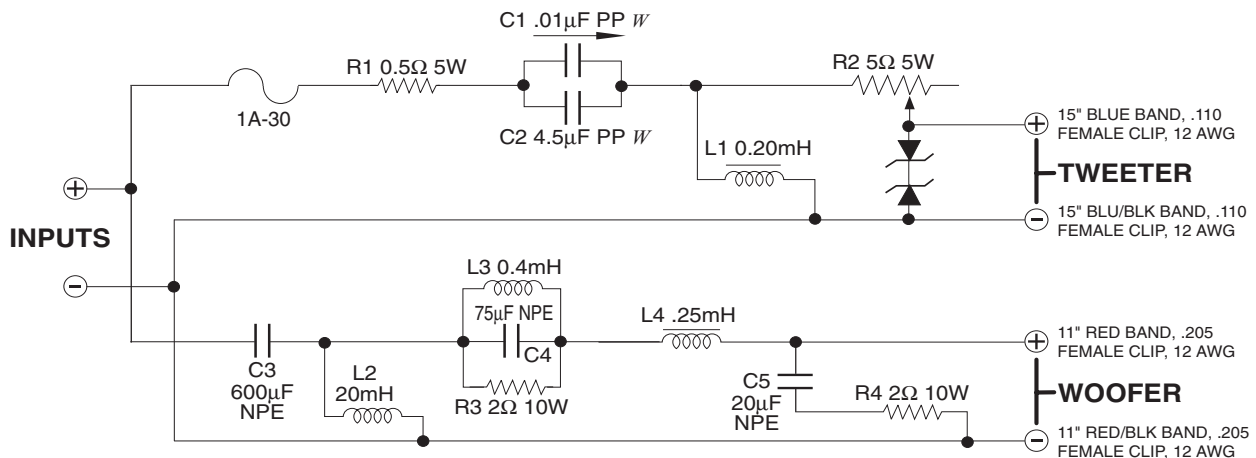 C1 .01µF PP W
R1 0.5Ω 5W
R2 5Ω 5W
1A-30
C2 4.5µF PP W
15" BLUE BAND, .110
FEMALE CLIP, 12 AWG
L1 0.20mH
+
TWEETER
+
–
15" BLU/BLK BAND, .110
FEMALE CLIP, 12 AWG
INPUTS
–
L3 0.4mH
75µF NPE
L4 .25mH
+
11" RED BAND, .205
FEMALE CLIP, 12 AWG
C4
C3
600µF
NPE
L2
20mH
R3 2Ω 10W
C5
20µF
NPE
R4 2Ω 10W
WOOFER
–
11" RED/BLK BAND, .205
FEMALE CLIP, 12 AWG